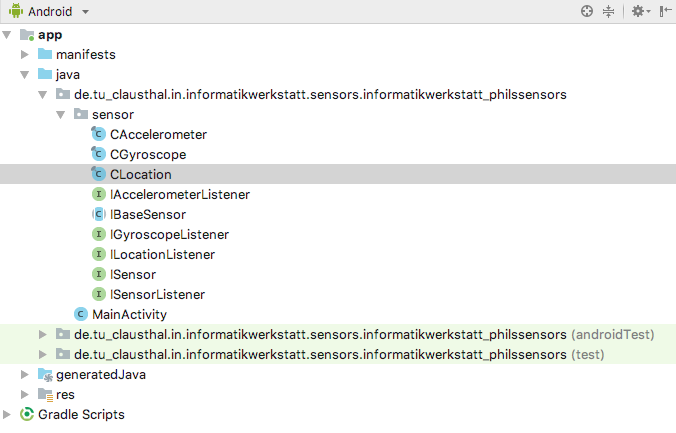 Android
app
manifests
java
de.tu_clausthal.in.informatikwerkstatt.sensors.informatikwerkstatt_philssensors
sensor
CAccelerometer
CGyroscope
CLocation
IAccelerometerListener
IBaseSensor
IGyroscopeListener
ILocationListener
ISensor
ISensorListener
MainActivity
de.tu_clausthal.in.informatikwerkstatt.sensors.informatikwerkstatt_philssensors (androidTest)
de.tu_clausthal.in.informatikwerkstatt.sensors.informatikwerkstatt_philssensors (test)
generatedJava
res
Gradle Scripts